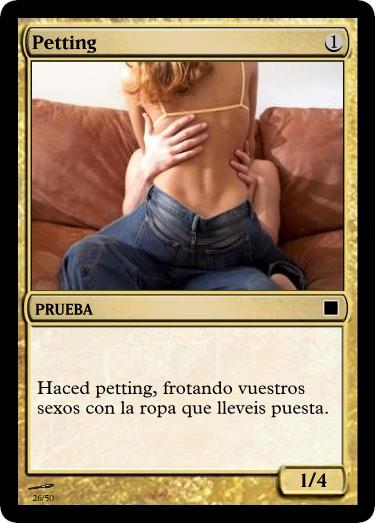 Petting
1
PRUEBA
Haced petting, frotando vuestros
sexos con la ropa que lleveis puesta.
1/4
26/50